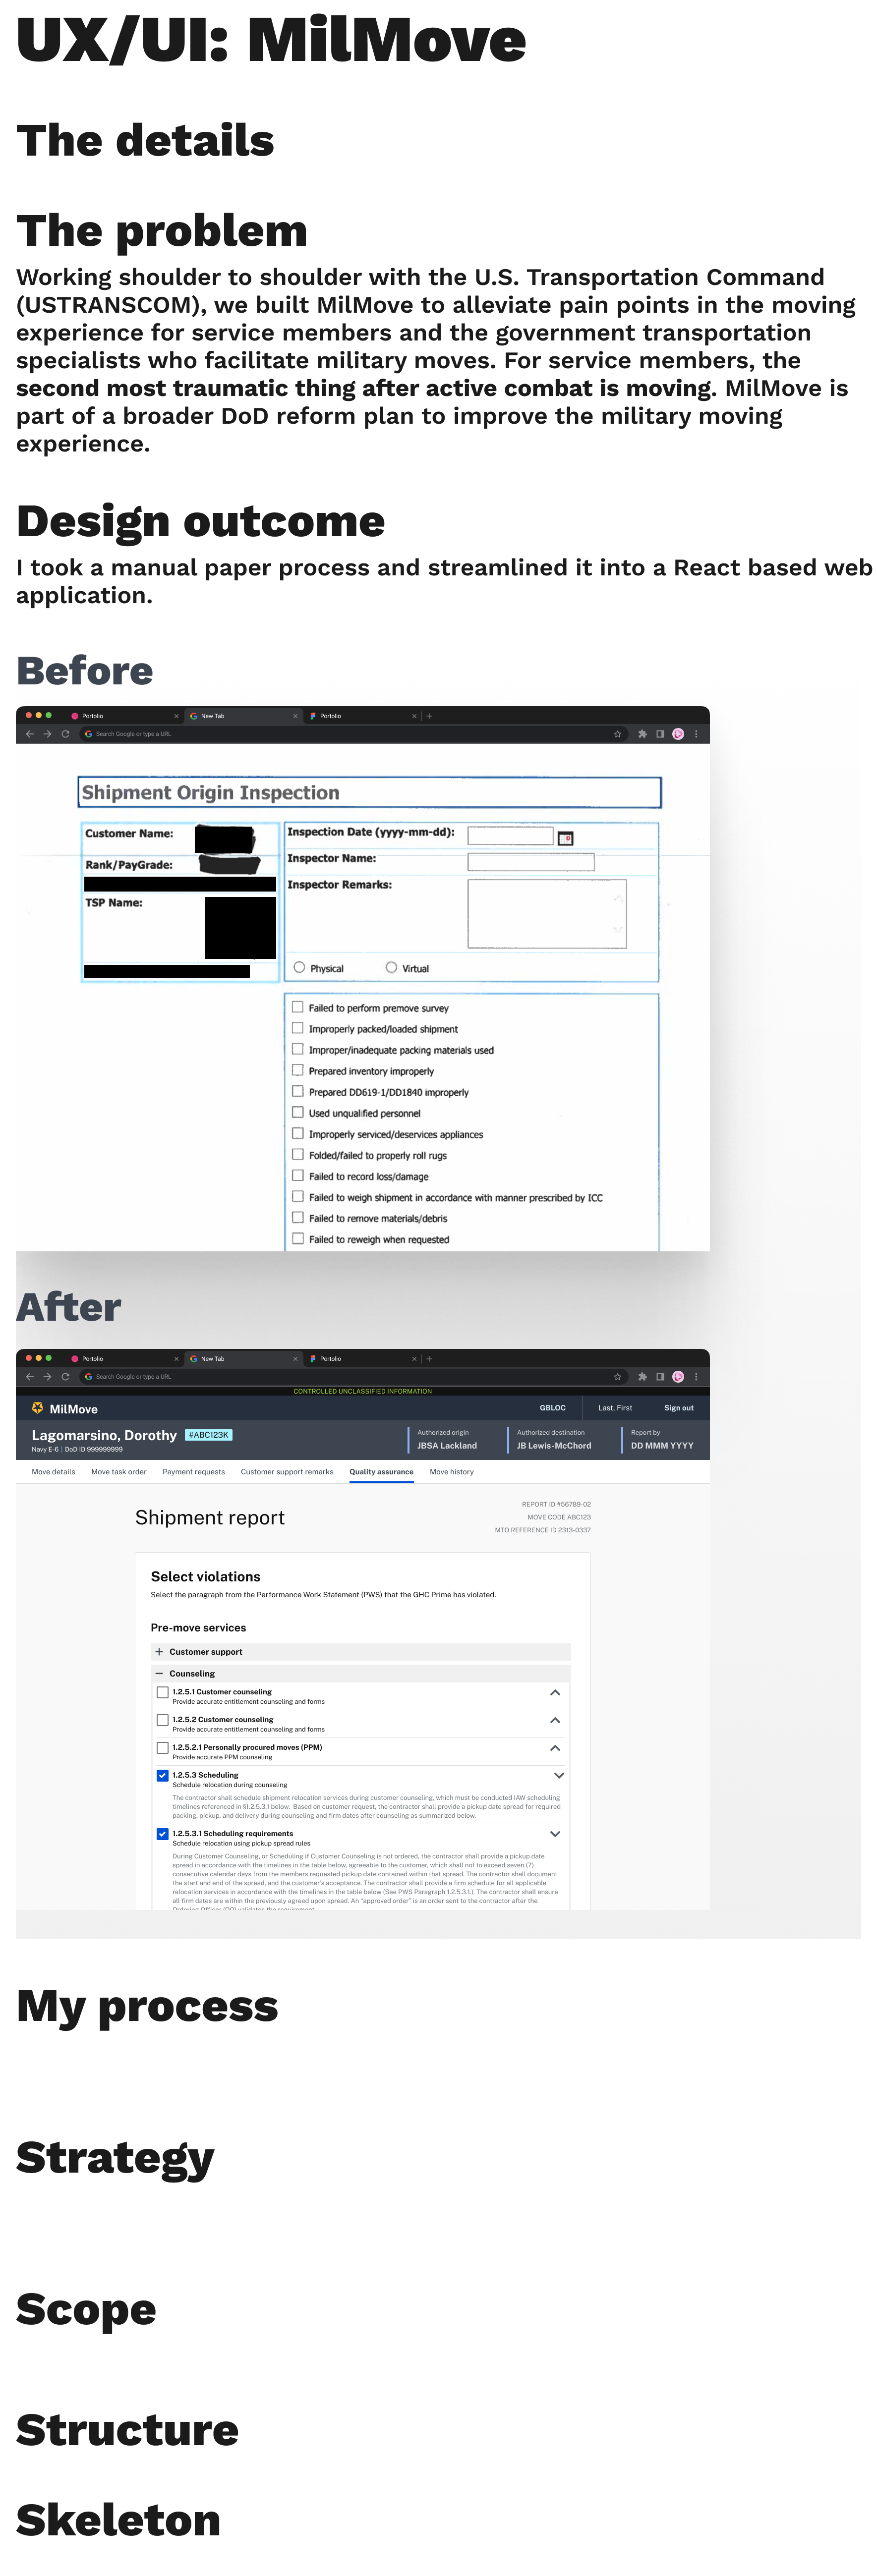 UX/UI: MilMove
The details
The problem
Working shoulder to shoulder with the U.S. Transportation Command
(USTRANSCOM), we built MilMove to alleviate pain points in the moving
experience for service members and the government transportation
specialists who facilitate military moves. For service members, the
second most traumatic thing after active combat is moving. MilMove is
part of a broader DoD reform plan to improve the military moving
experience.
Design outcome
I took a manual paper process and streamlined it into a React based web
application.
Before
Portolio
New Tab
Portolio
Search Google or type a URL
Shipment Origin Inspection
Customer Name:
Rank/PayGrade:
TSP Name:
Inspection Date (yyyy-mm-dd):
Inspector Name:
Inspector Remarks:
Physical Virtual
Failed to perform premove survey
Improperly packed/loaded shipment
Improper/inadequate packing materials used
Prepared inventory improperly
Prepared DD619-1/DD1840 improperly
Used unqualified personnel
Improperly serviced/deservices appliances
Folded/failed to properly roll rugs
Failed to record loss/damage
Failed to weigh shipment in accordance with manner prescribed by ICC
Failed to remove materials/debris
Failed to reweigh when requested
After
Portolio
New Tab
Portolio
Search Google or type a URL
CONTROLLED UNCLASSIFIED INFORMATION
MilMove
GBLOC
Last, First
Sign out
Lagomarsino, Dorothy #ABC123K
Navy E-6 | DoD ID 999999999
Authorized origin
JBSA Lackland
Authorized destination
JB Lewis-McChord
Report by
DD MMM YYYY
Move details Move task order Payment requests Customer support remarks Quality assurance Move history
Shipment report
REPORT ID #56789-02
MOVE CODE ABC123
MTO REFERENCE ID 2313-0337
Select violations
Select the paragraph from the Performance Work Statement (PWS) that the GHC Prime has violated.
Pre-move services
Customer support
Counseling
1.2.5.1 Customer counseling
Provide accurate entitlement counseling and forms
1.2.5.2 Customer counseling
Provide accurate entitlement counseling and forms
1.2.5.2.1 Personally procured moves (PPM)
Provide accurate PPM counseling
1.2.5.3 Scheduling
Schedule relocation during counseling
The contractor shall schedule shipment relocation services during customer counseling, which must be conducted IAW scheduling
timelines referenced in §1.2.5.3.1 below. Based on customer request, the contractor shall provide a pickup date spread for required
packing, pickup, and delivery during counseling and firm dates after counseling as summarized below.
1.2.5.3.1 Scheduling requirements
Schedule relocation using pickup spread rules
During Customer Counseling, or Scheduling if Customer Counseling is not ordered, the contractor shall provide a pickup date
spread in accordance with the timelines in the table below, agreeable to the customer, which shall not to exceed seven (7)
consecutive calendar days from the members requested pickup date contained within that spread. The contractor shall document
the start and end of the spread, and the customer's acceptance. The contractor shall provide a firm schedule for all applicable
relocation services in accordance with the timelines in the table below (See PWS Paragraph 1.2.5.3.1.). The contractor shall ensure
all firm dates are within the previously agreed upon spread. An "approved order" is an order sent to the contractor after the
Ordering Officer (OO) validates the requirement.
My process
Strategy
Scope
Structure
Skeleton